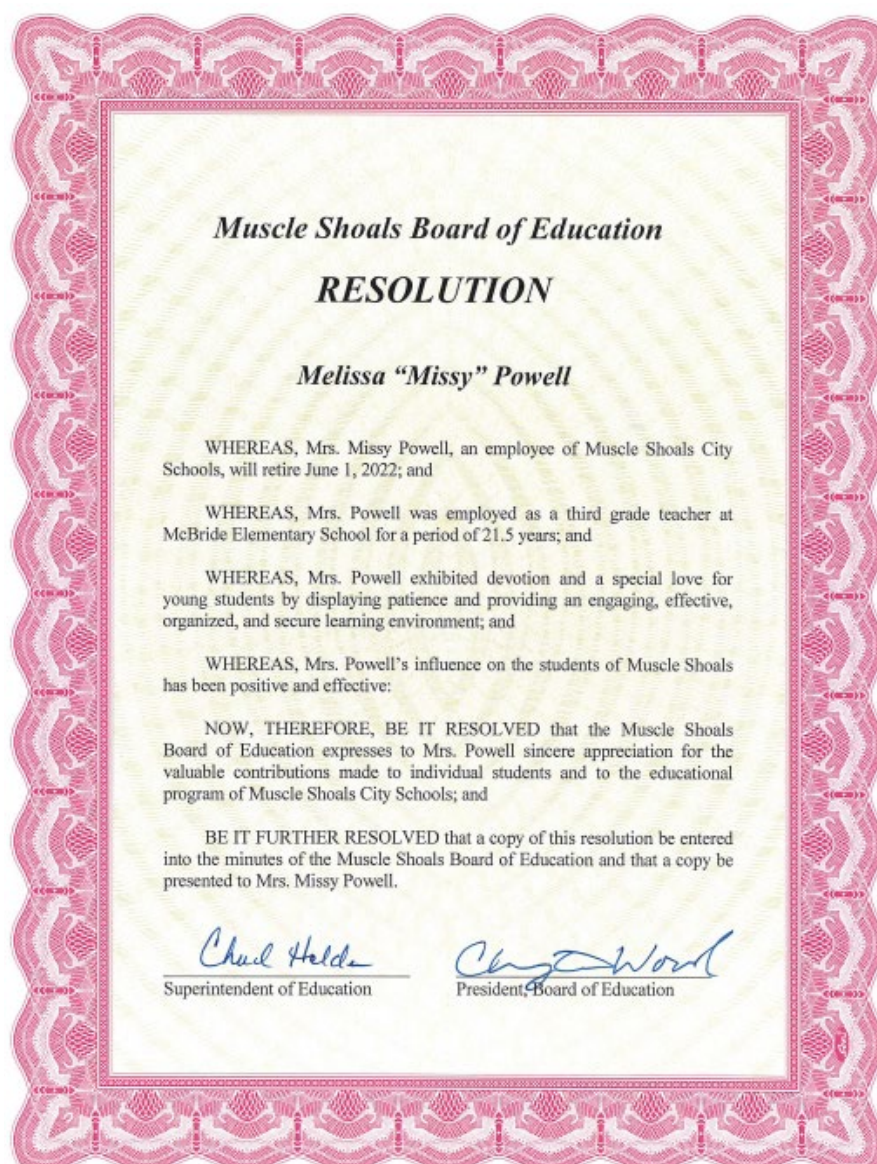 Muscle Shoals Board of Education
RESOLUTION
Melissa “Missy” Powell
WHEREAS, Mrs. Missy Powell, an employee of Muscle Shoals City
Schools, will retire June 1, 2022; and
WHEREAS, Mrs. Powell was employed as a third grade teacher at
McBride Elementary School for a period of 21.5 years; and
WHEREAS, Mrs. Powell exhibited devotion and a special love for
young students by displaying patience and providing an engaging, effective,
organized, and secure learning environment; and
WHEREAS, Mrs. Powell’s influence on the students of Muscle Shoals
has been positive and effective:
NOW, THEREFORE, BE IT RESOLVED that the Muscle Shoals
Board of Education expresses to Mrs. Powell sincere appreciation for the
valuable contributions made to individual students and to the educational
program of Muscle Shoals City Schools; and
BE IT FURTHER RESOLVED that a copy of this resolution be entered
into the minutes of the Muscle Shoals Board of Education and that a copy be
presented to Mrs. Missy Powell.
Chad Holden
Superintendent of Education
President, Board of Education